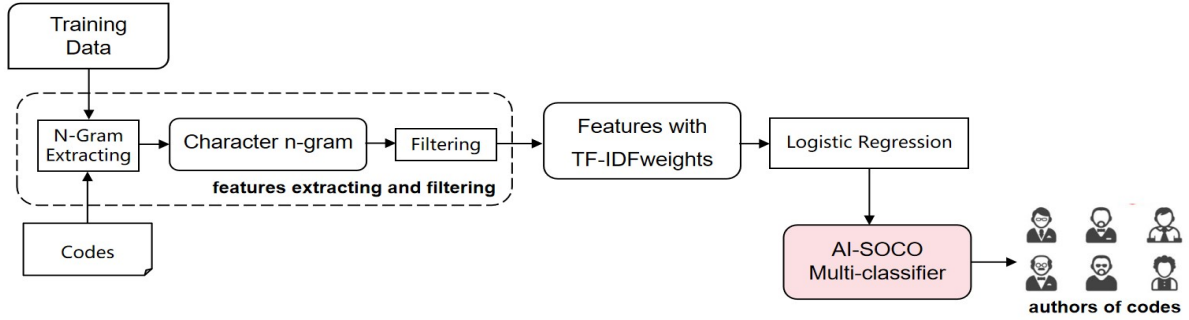 Training
Data
N-Gram
Extracting
Character n-gram
Filtering
features extracting and filtering
Codes
Features with
TF-IDFweights
Logistic Regression
AI-SOCO
Multi-classifier
authors of codes